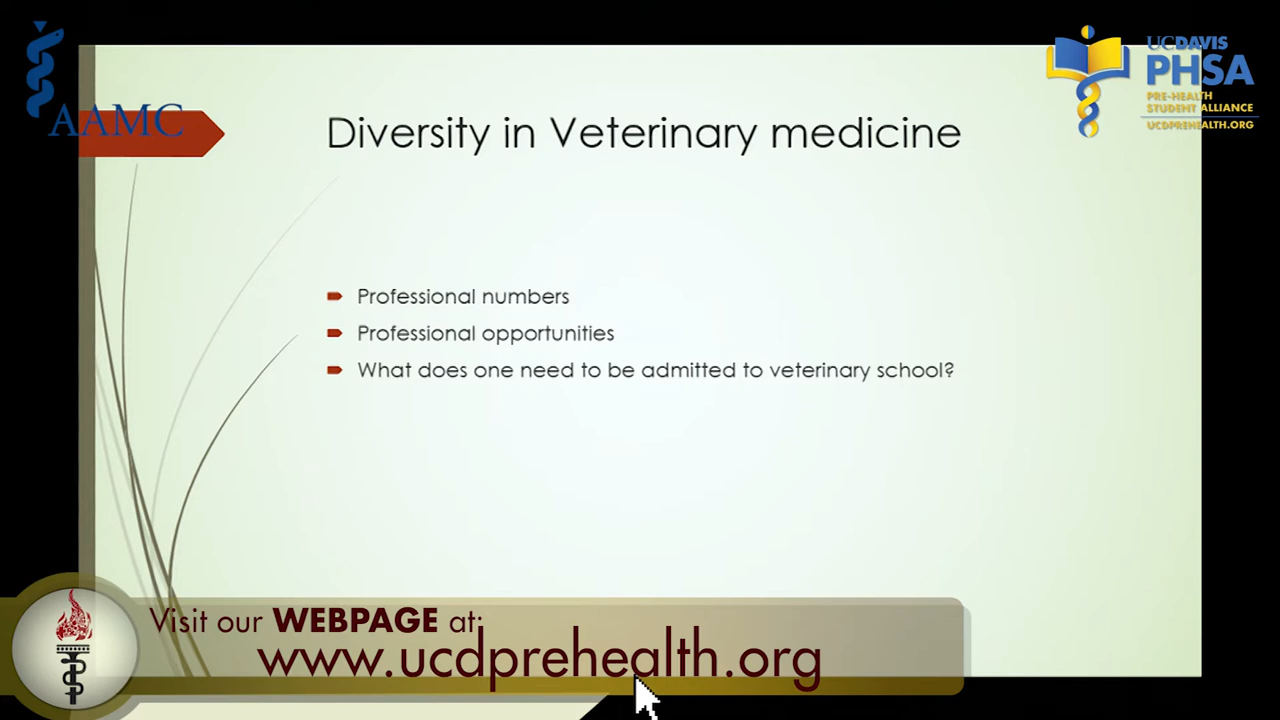 AAMC
UCDAVIS
PHSA
PRE-HEALTH
STUDENT ALLIANCE
UCDPREHEALTH.ORG
Diversity in Veterinary medicine
Professional numbers
Professional opportunities
What does one need to be admitted to veterinary school?
Visit our WEBPAGE at:
www.ucdprehealth.org